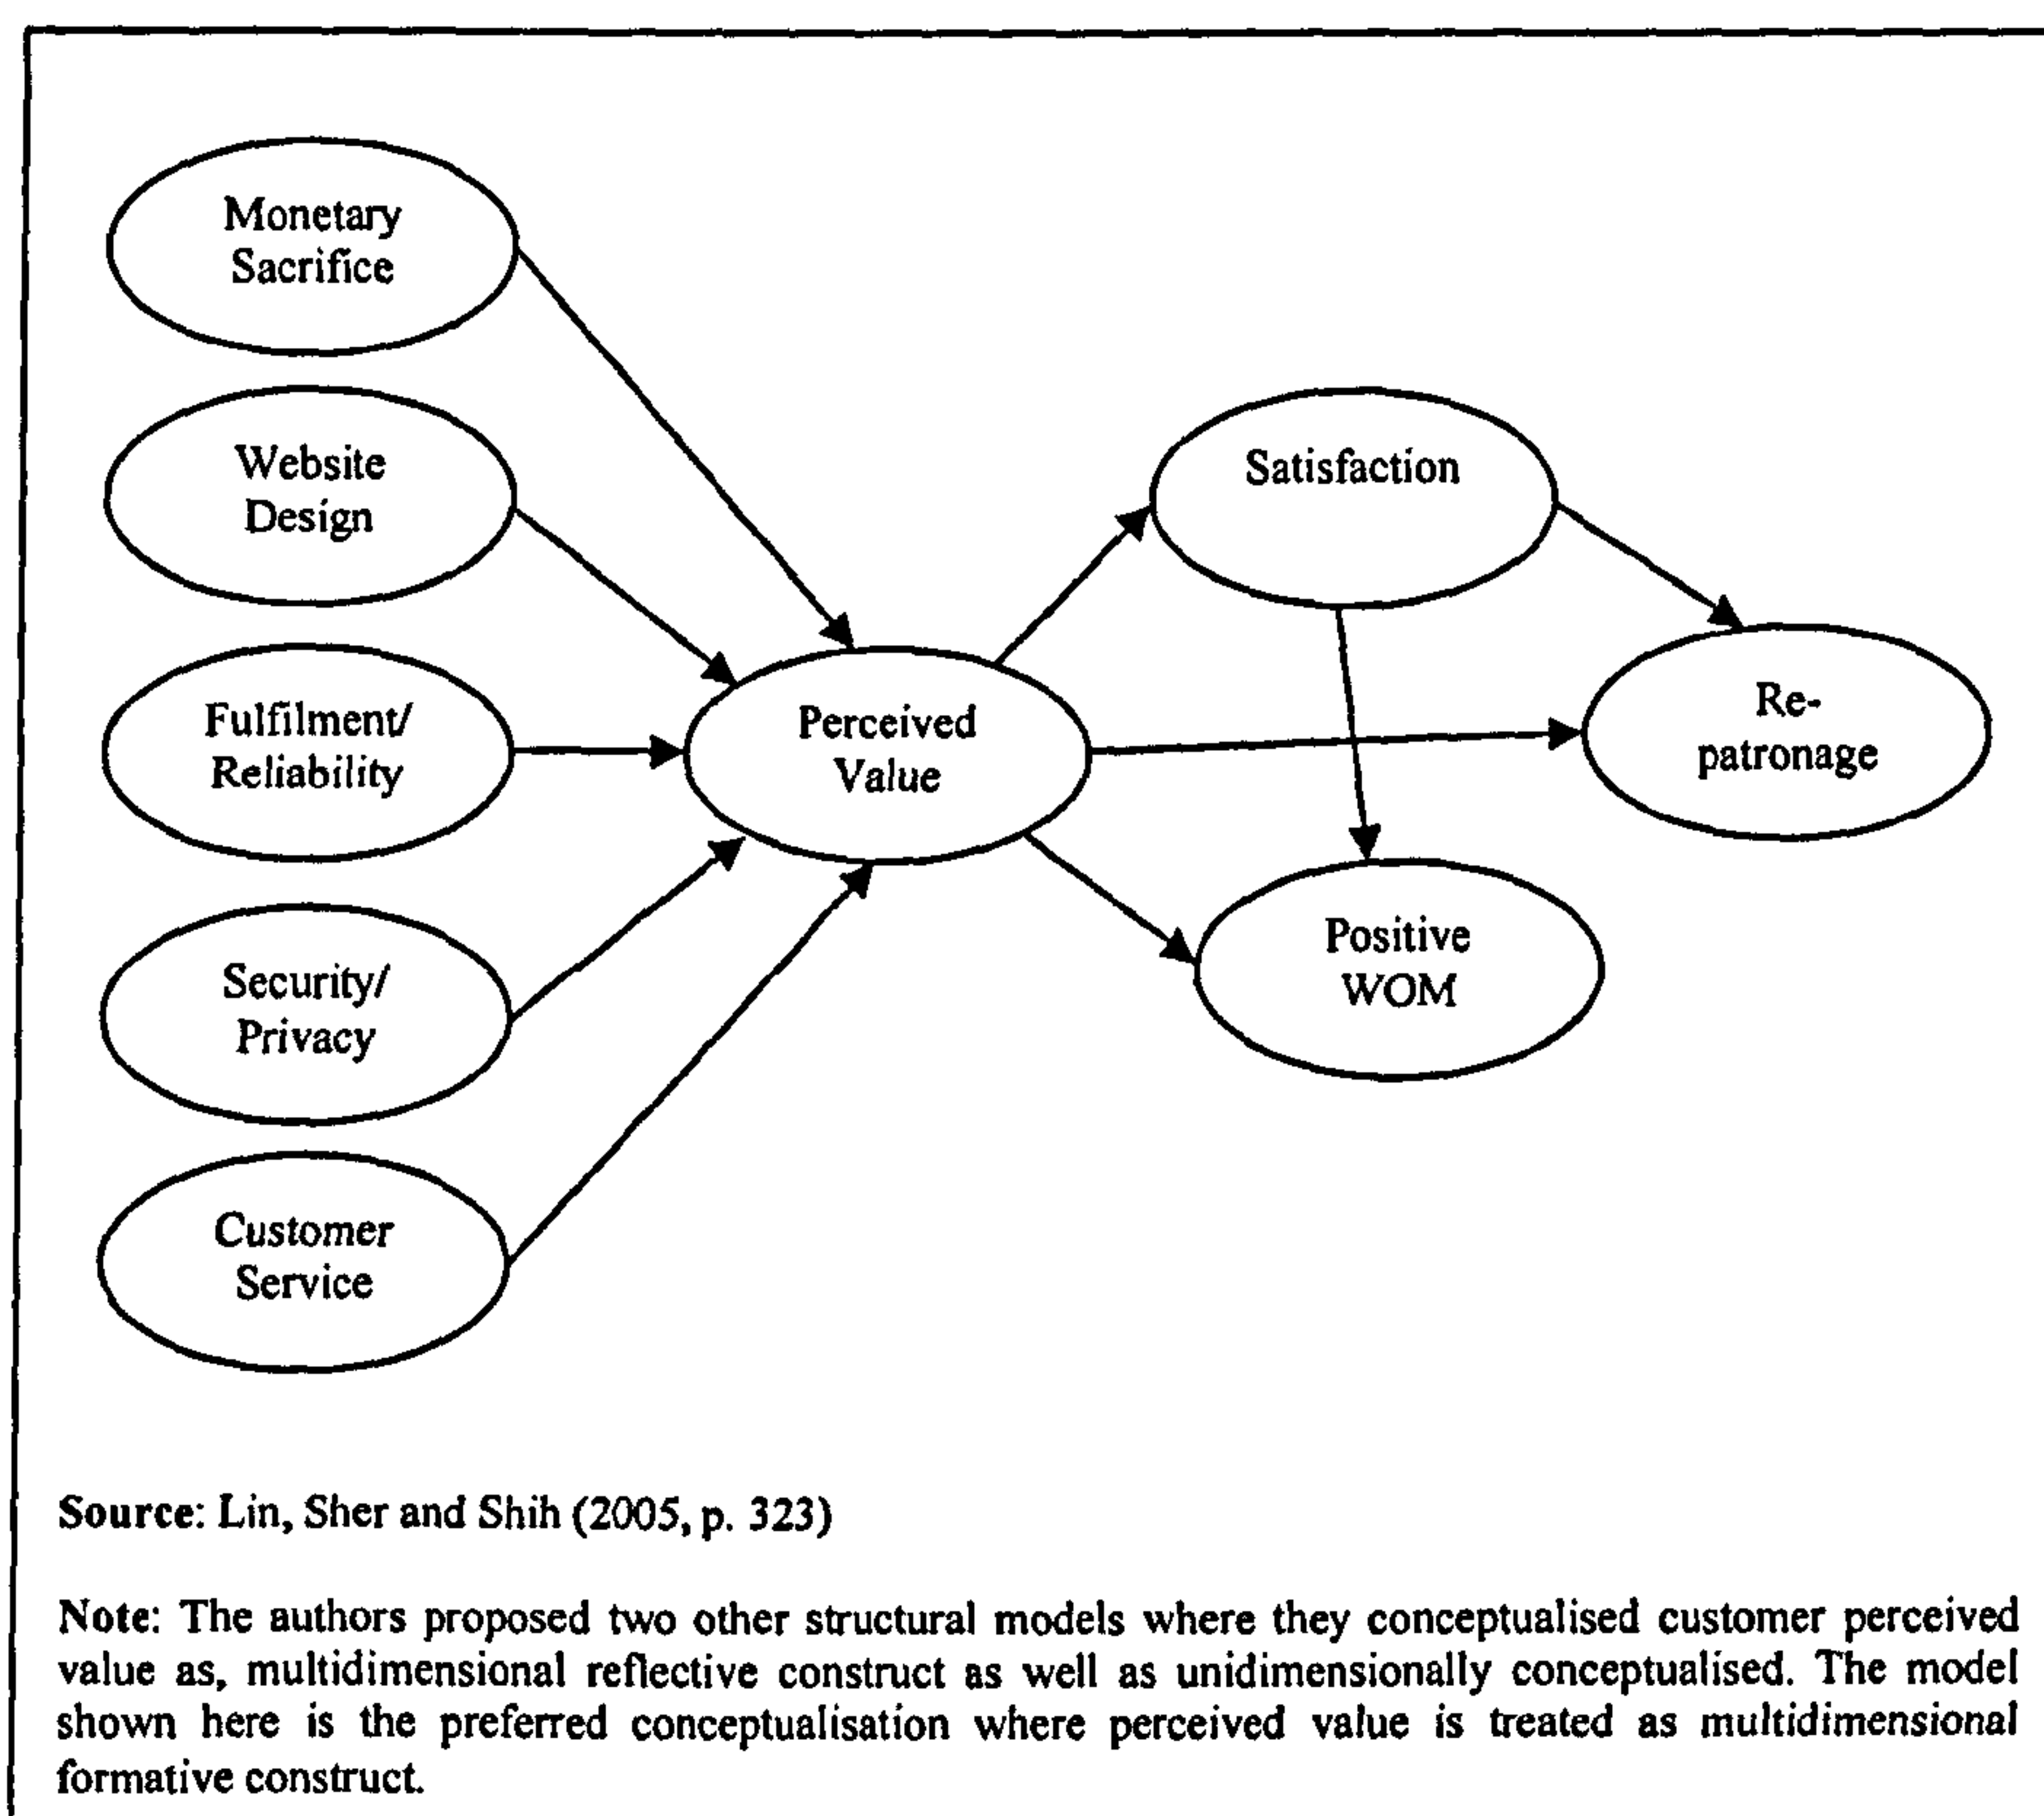 Monetary
Sacrifice
Website
Design
Satisfaction
Fulfilment/
Reliability
Perceived
Value
Re-
patronage
Security/
Privacy
Positive
WOM
Customer
Service
Source: Lin, Sher and Shih (2005, p. 323)
Note: The authors proposed two other structural models where they conceptualised customer perceived
value as, multidimensional reflective construct as well as unidimensionally conceptualised. The model
shown here is the preferred conceptualisation where perceived value is treated as multidimensional
formative construct.